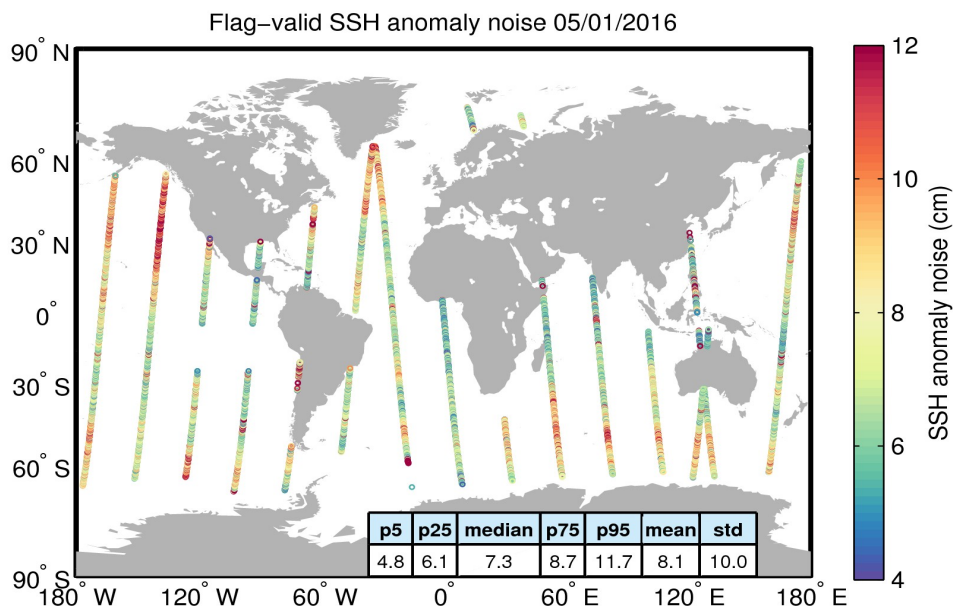 Flag−valid SSH anomaly noise 05/01/2016
90° N
60° N
30° N
0°
30° S
60° S
90° S
180° W
120° W
60° W
0°
60° E
120° E
180° E
p5 p25 median p75 p95 mean std
4.8 6.1 7.3 8.7 11.7 8.1 10.0
12
10
8
6
4
SSH anomaly noise (cm)